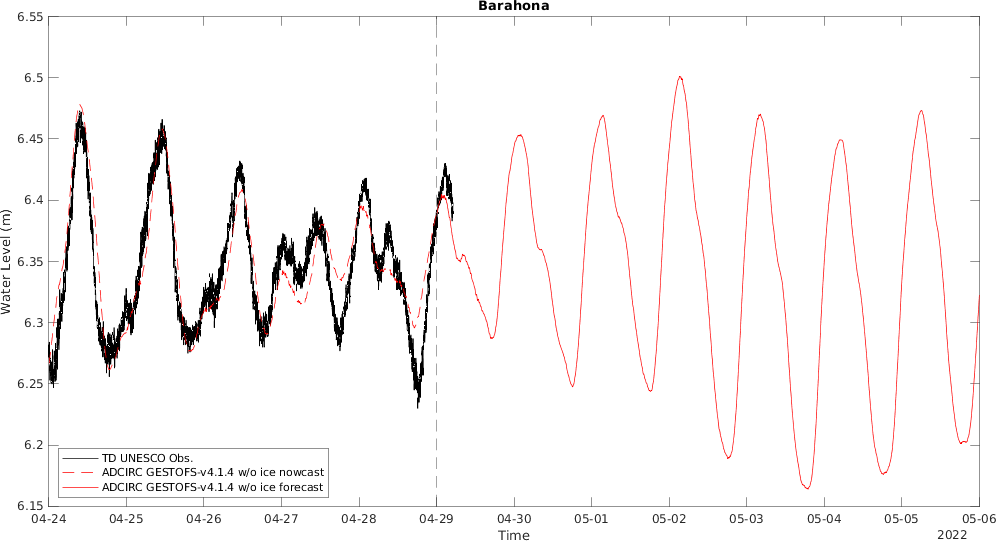 Barahona
6.55
6.5
6.45
6.4
6.35
6.3
6.25
6.2
6.15
Water Level (m)
TD UNESCO Obs.
ADCIRC GESTOFS-v4.1.4 w/o ice nowcast
ADCIRC GESTOFS-v4.1.4 w/o ice forecast
04-24 04-25 04-26 04-27 04-28 04-29 04-30 05-01 05-02 05-03 05-04 05-05 05-06
Time
2022